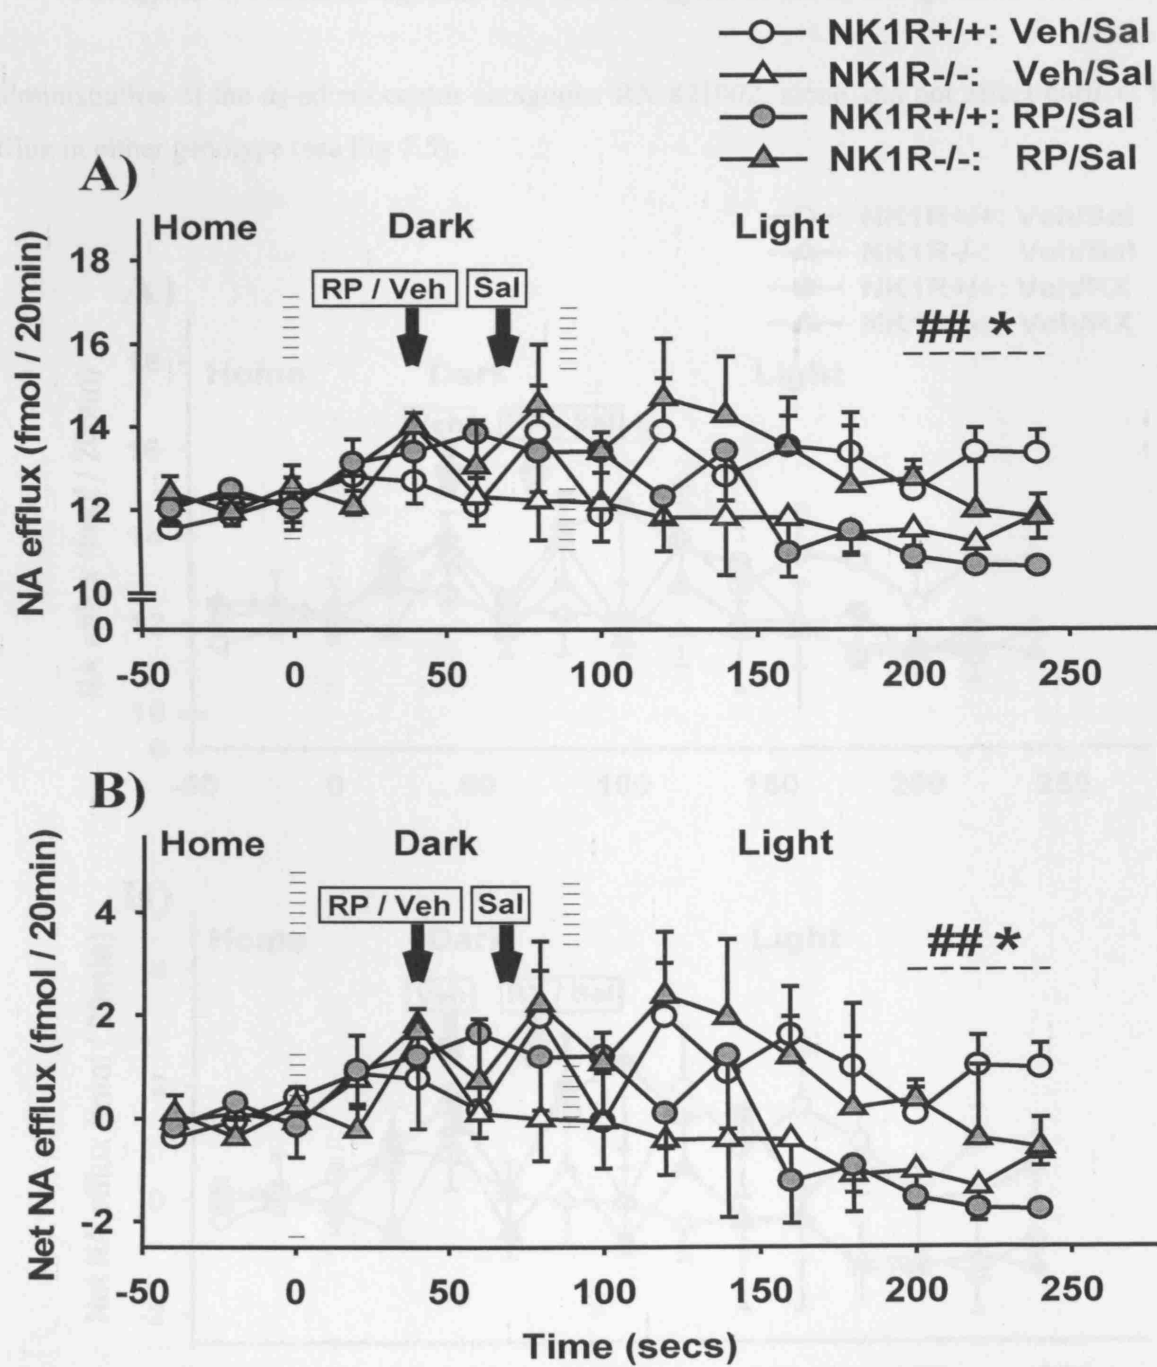 NK1R+/+: Veh/Sal
NK1R-/-: Veh/Sal
NK1R+/+: RP/Sal
NK1R-/-: RP/Sal
A)
Home Dark Light
RP / Veh Sal
## *
NA efflux (fmol / 20min)
18
16
14
12
10
0
-50 0 50 100 150 200 250
B)
Home Dark Light
RP / Veh Sal
## *
Net NA efflux (fmol / 20min)
4
2
0
-2
-50 0 50 100 150 200 250
Time (secs)